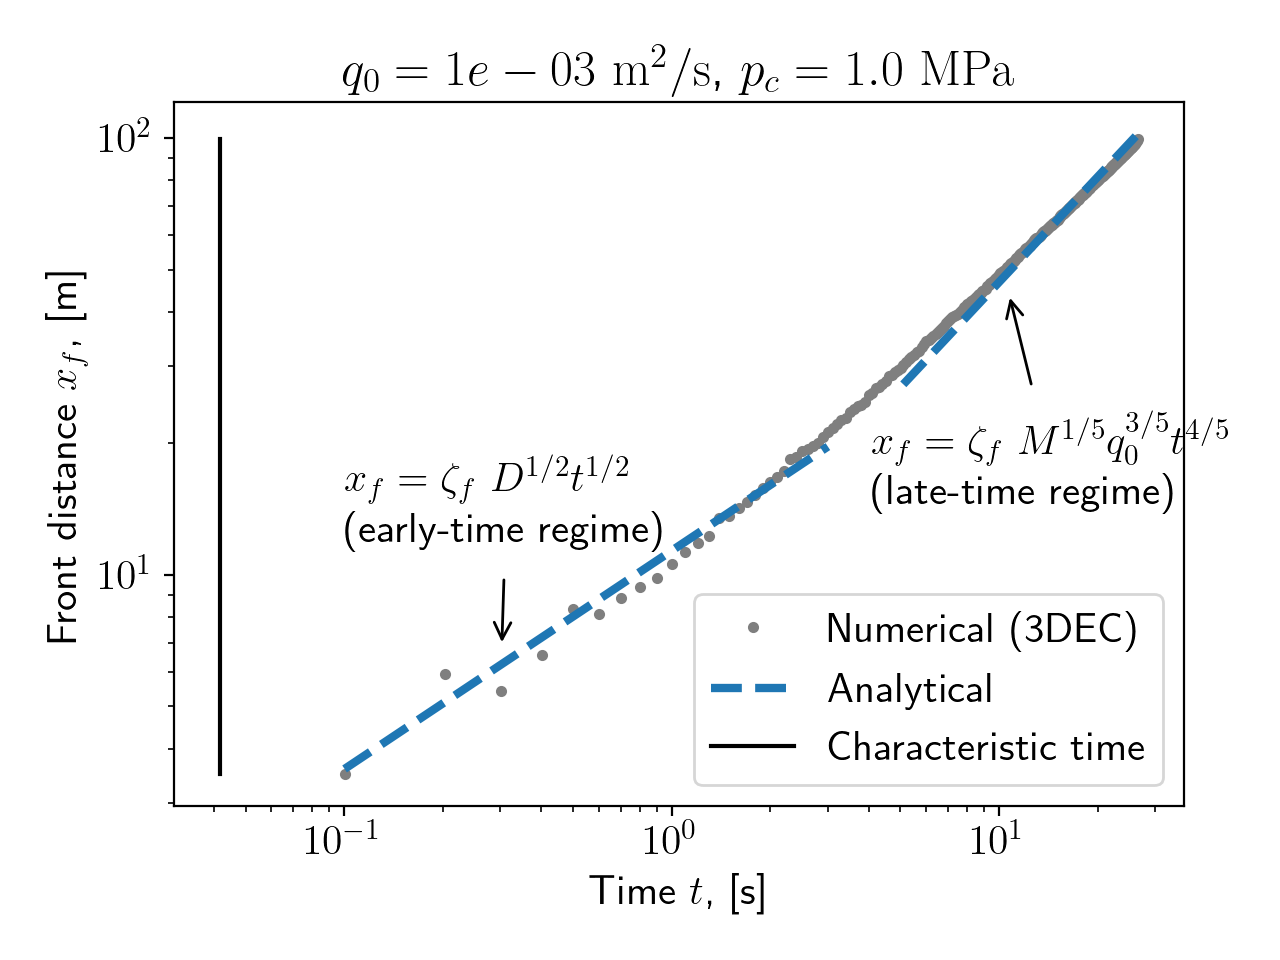 q₀ = 1e − 03 m²/s, p_c = 1.0 MPa
10²
10¹
Front distance x_f, [m]
x_f = ζ_f D^{1/2}t^{1/2}
(early-time regime)
x_f = ζ_f M^{1/5}q₀^{3/5}t^{4/5}
(late-time regime)
Numerical (3DEC)
Analytical
Characteristic time
10⁻¹ 10⁰ 10¹
Time t, [s]